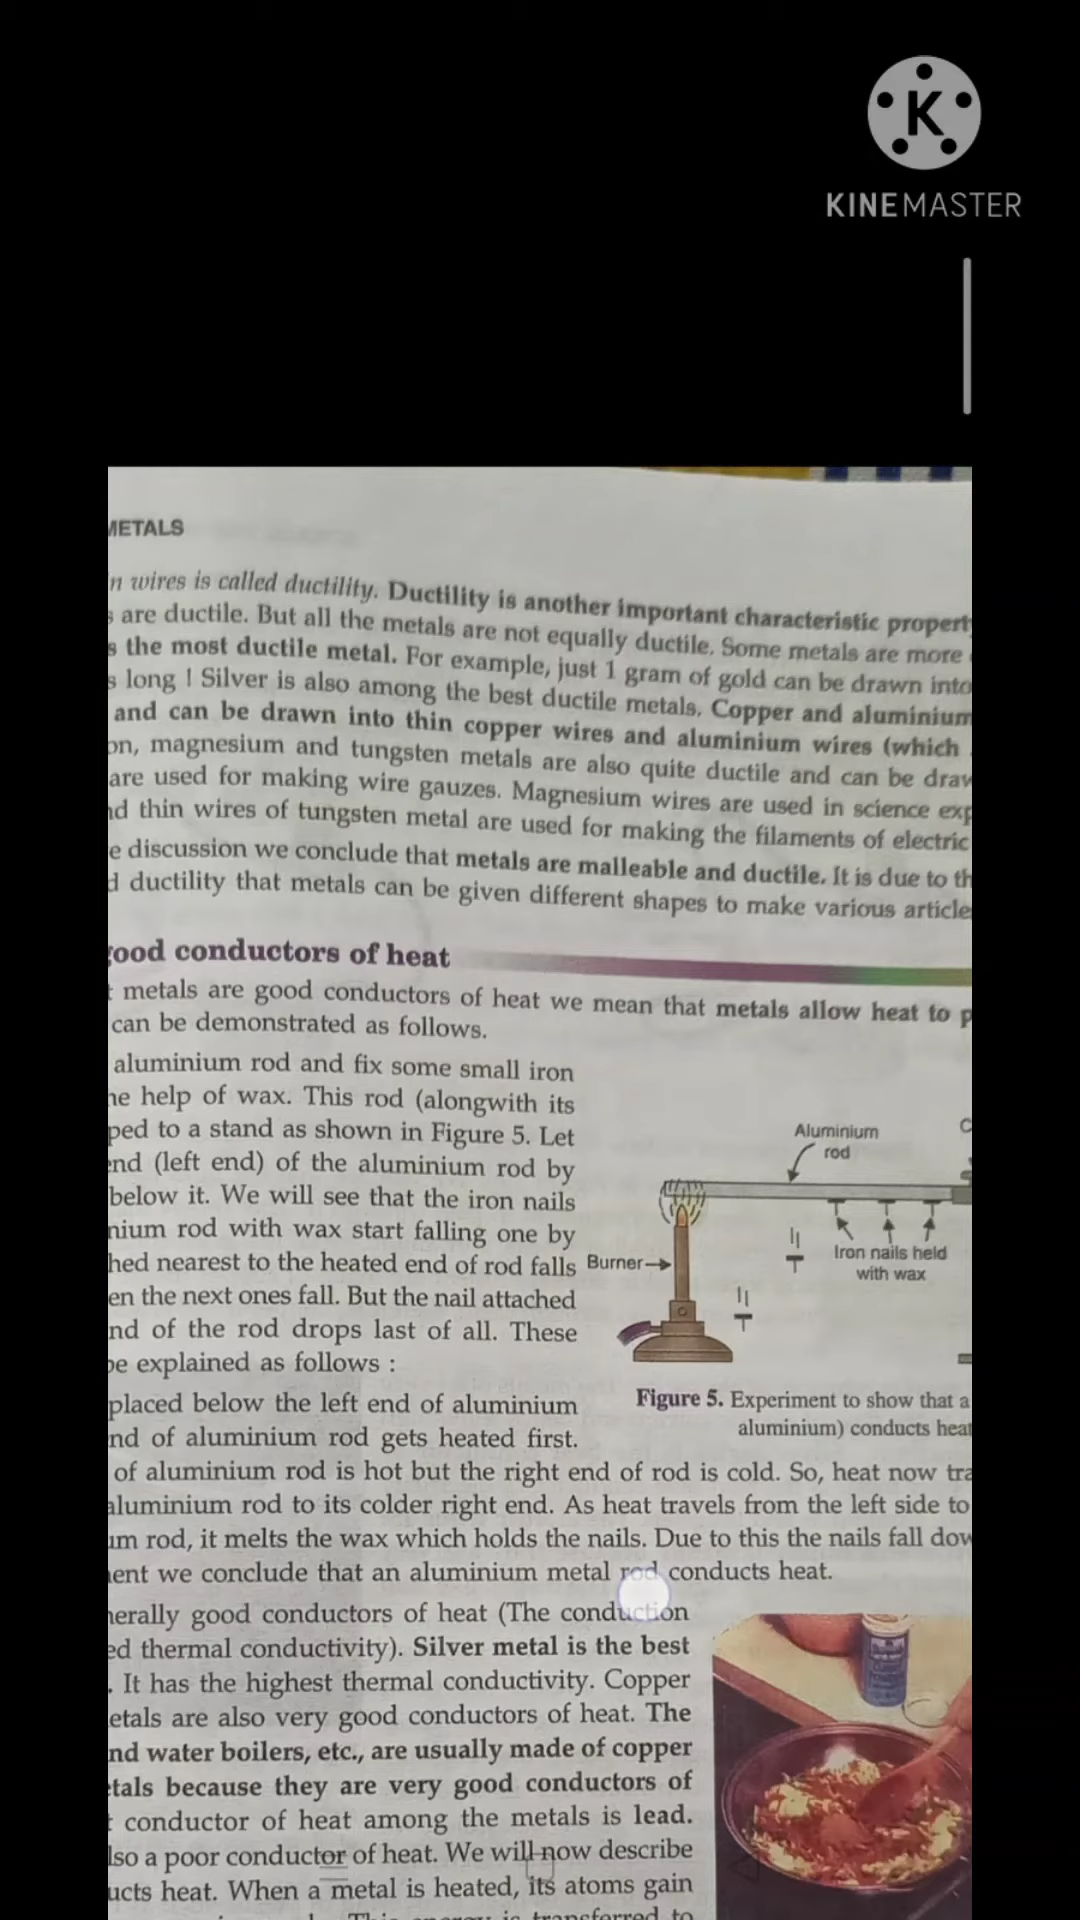 K
KINEMASTER
METALS
n wires is called ductility. Ductility is another important characteristic propert
are ductile. But all the metals are not equally ductile. Some metals are more
s the most ductile metal. For example, just 1 gram of gold can be drawn into
s long ! Silver is also among the best ductile metals. Copper and aluminium
and can be drawn into thin copper wires and aluminium wires (which
on, magnesium and tungsten metals are also quite ductile and can be draw
are used for making wire gauzes. Magnesium wires are used in science exp
nd thin wires of tungsten metal are used for making the filaments of electric
e discussion we conclude that metals are malleable and ductile. It is due to th
d ductility that metals can be given different shapes to make various article
good conductors of heat
t metals are good conductors of heat we mean that metals allow heat to p
can be demonstrated as follows.
aluminium rod and fix some small iron
he help of wax. This rod (alongwith its
ped to a stand as shown in Figure 5. Let
end (left end) of the aluminium rod by
below it. We will see that the iron nails
nium rod with wax start falling one by
hed nearest to the heated end of rod falls
en the next ones fall. But the nail attached
nd of the rod drops last of all. These
be explained as follows :
Aluminium
rod
C
Burner
Iron nails held
with wax
Figure 5. Experiment to show that a
aluminium) conducts heat
placed below the left end of aluminium
nd of aluminium rod gets heated first.
of aluminium rod is hot but the right end of rod is cold. So, heat now tra
aluminium rod to its colder right end. As heat travels from the left side to
um rod, it melts the wax which holds the nails. Due to this the nails fall dow
ent we conclude that an aluminium metal rod conducts heat.
nerally good conductors of heat (The conduction
ed thermal conductivity). Silver metal is the best
. It has the highest thermal conductivity. Copper
etals are also very good conductors of heat. The
nd water boilers, etc., are usually made of copper
tals because they are very good conductors of
t conductor of heat among the metals is lead.
lso a poor conductor of heat. We will now describe
ucts heat. When a metal is heated, its atoms gain
This energy is transferred to